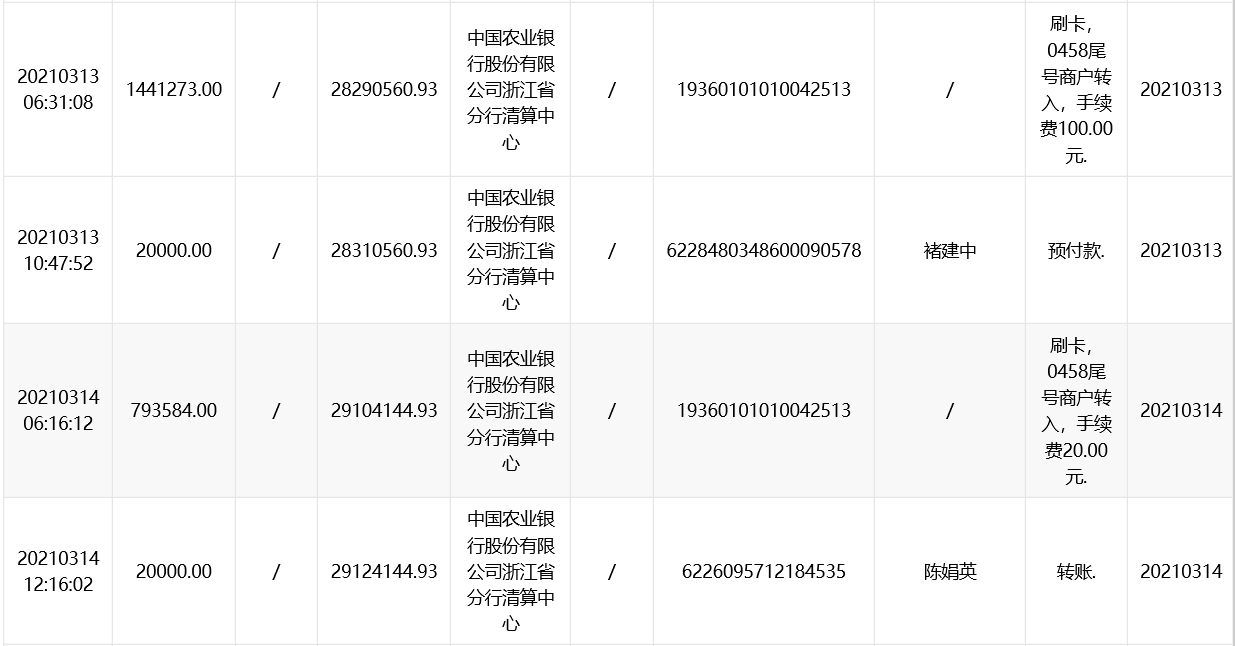 20210313
06:31:08
1441273.00
/
28290560.93
中国农业银
行股份有限
公司浙江省
分行清算中
心
/
19360101010042513
/
刷卡，
0458尾
号商户转
入，手续
费100.00
元.
20210313
20210313
10:47:52
20000.00
/
28310560.93
中国农业银
行股份有限
公司浙江省
分行清算中
心
/
6228480348600090578
褚建中
预付款.
20210313
20210314
06:16:12
793584.00
/
29104144.93
中国农业银
行股份有限
公司浙江省
分行清算中
心
/
19360101010042513
/
刷卡，
0458尾
号商户转
入，手续
费20.00
元.
20210314
20210314
12:16:02
20000.00
/
29124144.93
中国农业银
行股份有限
公司浙江省
分行清算中
心
/
6226095712184535
陈娟英
转账.
20210314